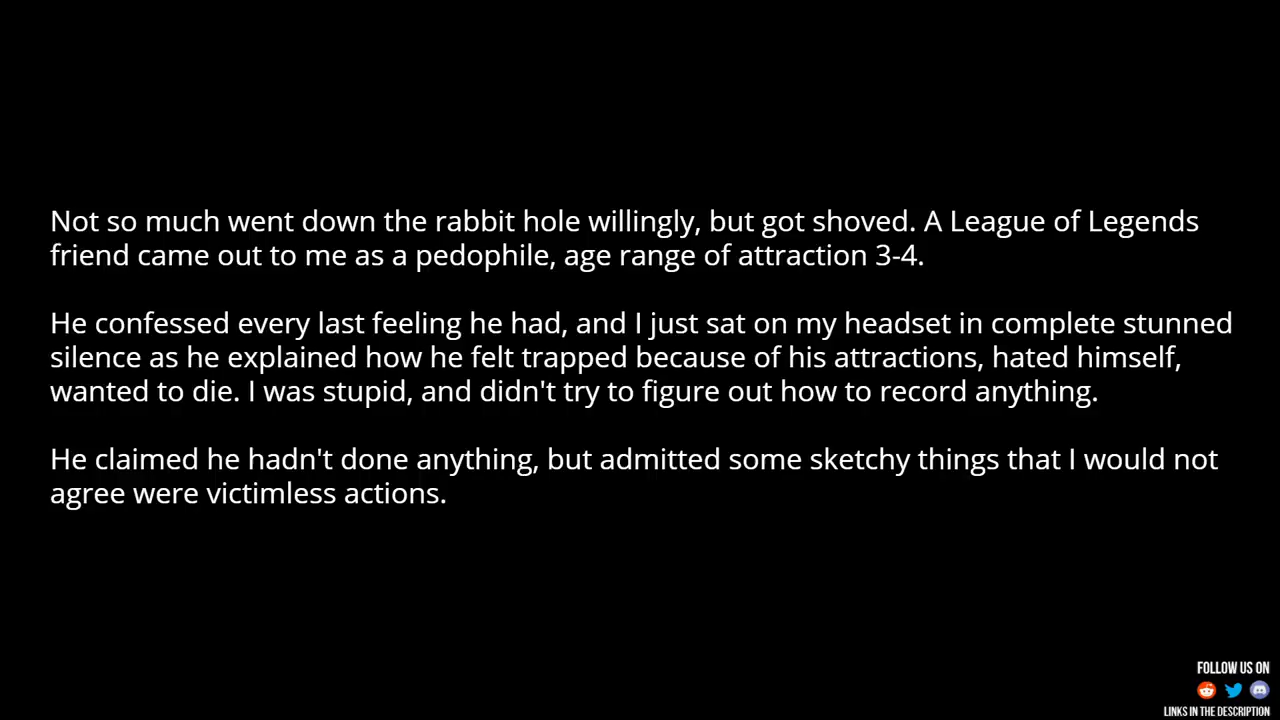 Not so much went down the rabbit hole willingly, but got shoved. A League of Legends
friend came out to me as a pedophile, age range of attraction 3-4.
He confessed every last feeling he had, and I just sat on my headset in complete stunned
silence as he explained how he felt trapped because of his attractions, hated himself,
wanted to die. I was stupid, and didn't try to figure out how to record anything.
He claimed he hadn't done anything, but admitted some sketchy things that I would not
agree were victimless actions.
FOLLOW US ON
LINKS IN THE DESCRIPTION